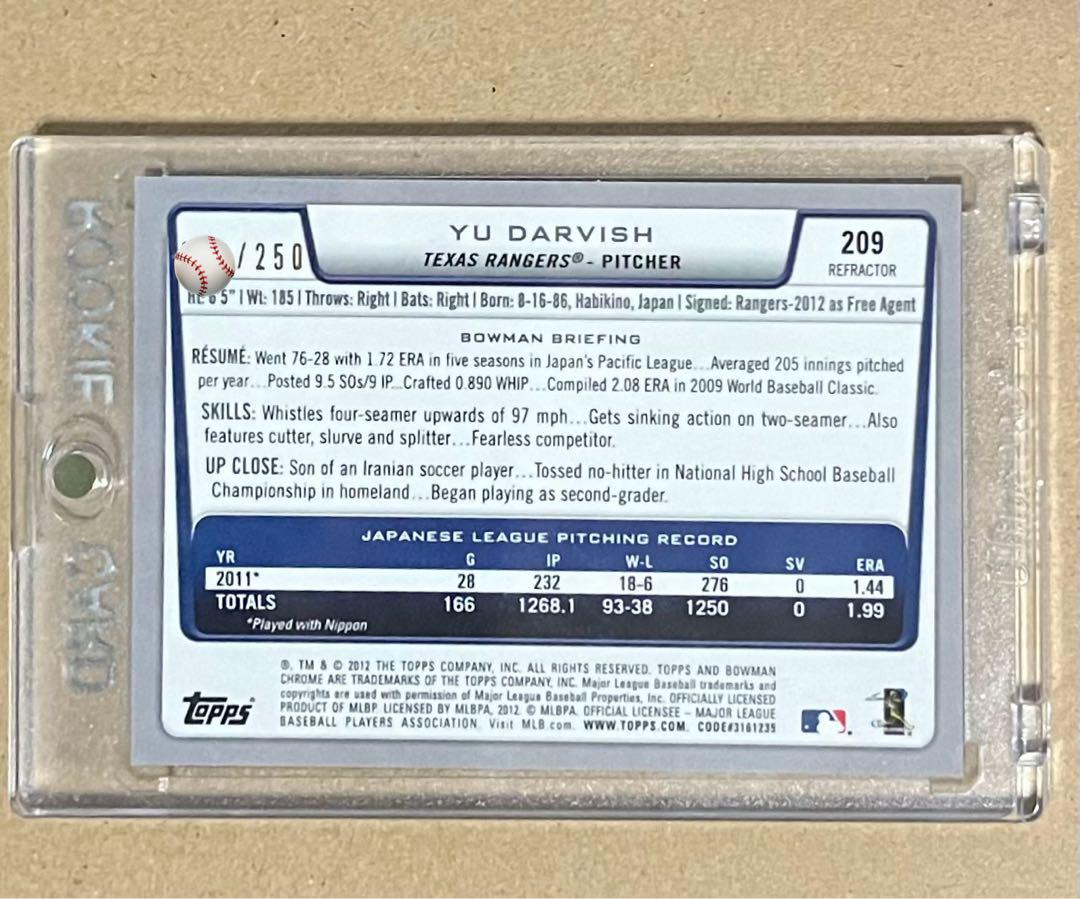 /250
YU DARVISH
TEXAS RANGERS® - PITCHER
209
REFRACTOR
5" | Wt: 185 | Throws: Right | Bats: Right | Born: 8-16-86, Habikino, Japan | Signed: Rangers-2012 as Free Agent
BOWMAN BRIEFING
RÉSUMÉ: Went 76-28 with 1.72 ERA in five seasons in Japan's Pacific League...Averaged 205 innings pitched
per year...Posted 9.5 SOs/9 IP...Crafted 0.890 WHIP...Compiled 2.08 ERA in 2009 World Baseball Classic.
SKILLS: Whistles four-seamer upwards of 97 mph...Gets sinking action on two-seamer...Also
features cutter, slurve and splitter...Fearless competitor.
UP CLOSE: Son of an Iranian soccer player...Tossed no-hitter in National High School Baseball
Championship in homeland...Began playing as second-grader.
JAPANESE LEAGUE PITCHING RECORD
YR G IP W-L SO SV ERA
2011* 28 232 18-6 276 0 1.44
TOTALS 166 1268.1 93-38 1250 0 1.99
*Played with Nippon
®, TM & © 2012 THE TOPPS COMPANY, INC. ALL RIGHTS RESERVED. TOPPS AND BOWMAN
CHROME ARE TRADEMARKS OF THE TOPPS COMPANY, INC. Major League Baseball trademarks and
copyrights are used with permission of Major League Baseball Properties, Inc. OFFICIALLY LICENSED
PRODUCT OF MLBP LICENSED BY MLBPA, 2012. © MLBPA. OFFICIAL LICENSEE – MAJOR LEAGUE
BASEBALL PLAYERS ASSOCIATION. Visit MLB.com. WWW.TOPPS.COM. CODE#3161235
Topps
ROOKIE CARD